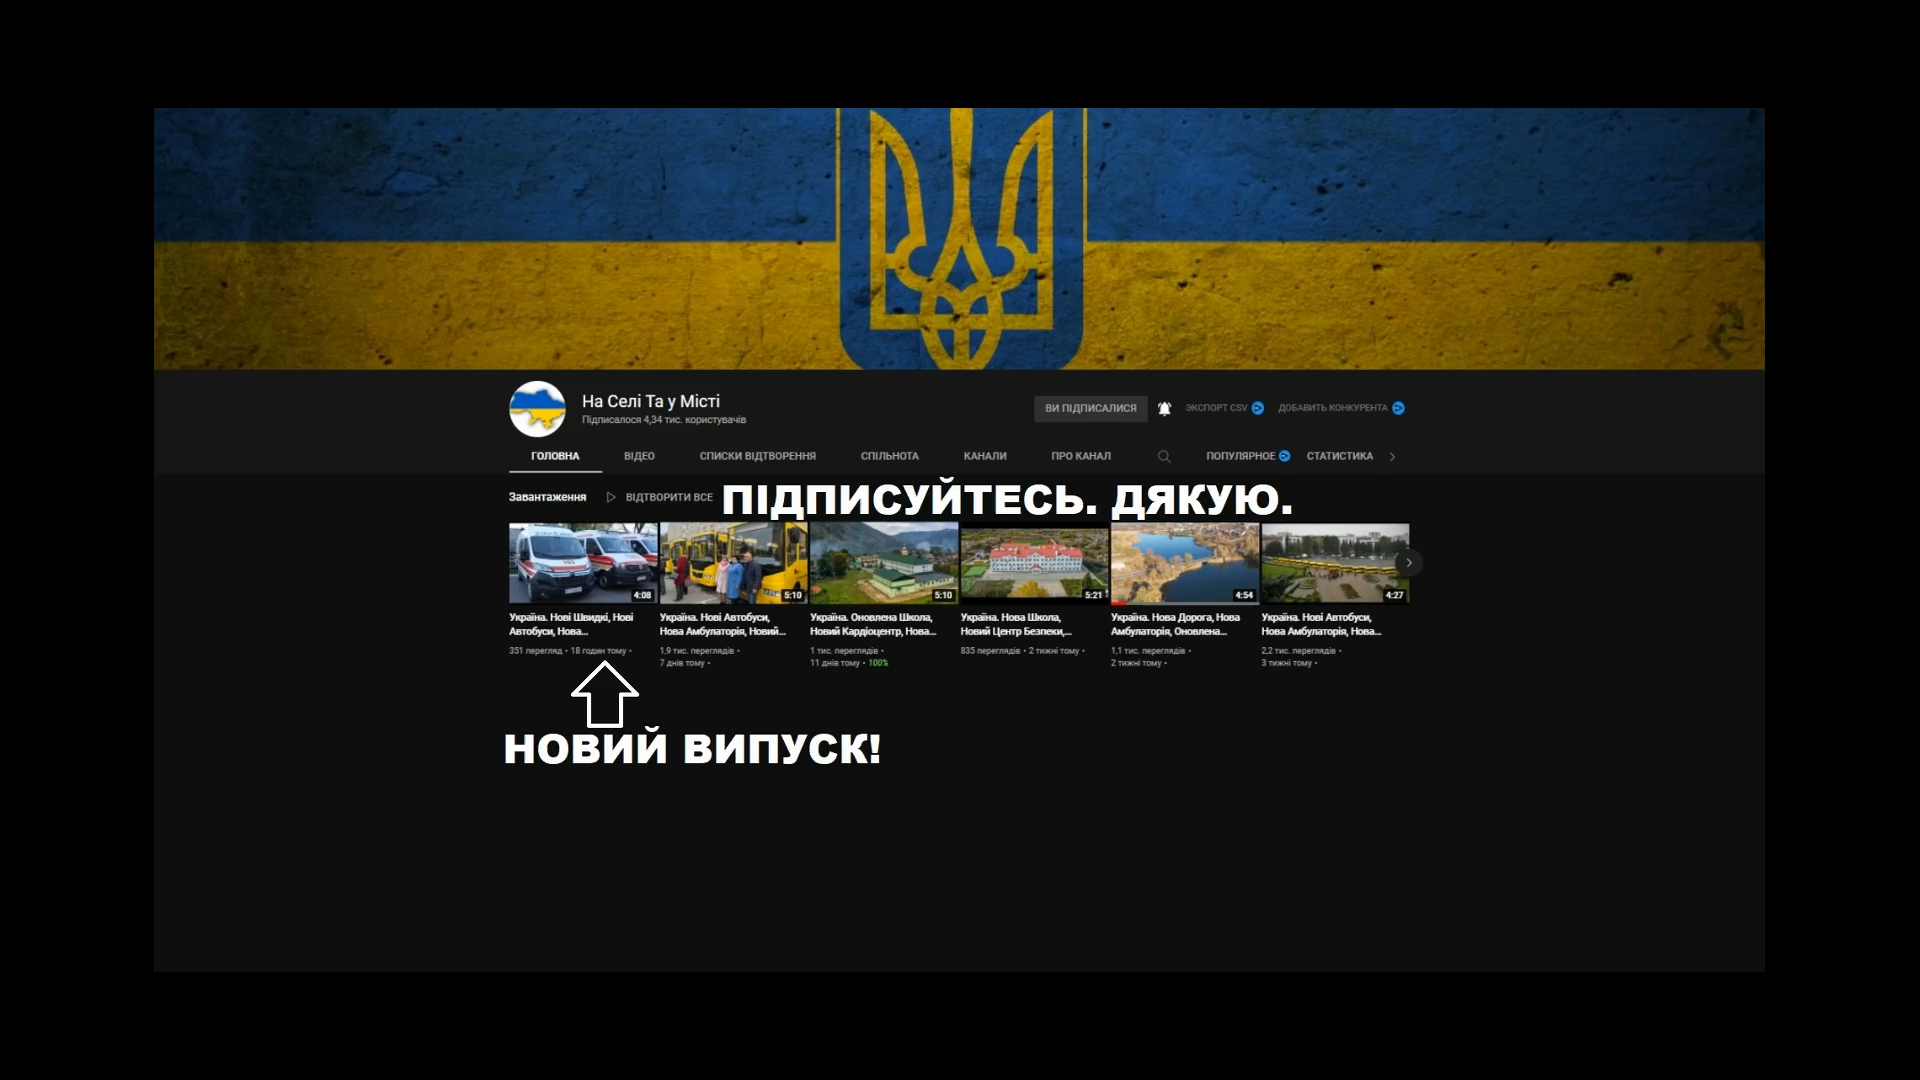 На Селі Та у Місті
Підписалося 4,34 тис. користувачів
ВИ ПІДПИСАЛИСЯ
ЭКСПОРТ CSV
ДОБАВИТЬ КОНКУРЕНТА
ГОЛОВНА
ВІДЕО
СПИСКИ ВІДТВОРЕННЯ
СПІЛЬНОТА
КАНАЛИ
ПРО КАНАЛ
ПОПУЛЯРНОЕ
СТАТИСТИКА
Завантаження
ВІДТВОРИТИ ВСЕ
ПІДПИСУЙТЕСЬ. ДЯКУЮ.
4:08
Україна. Нові Швидкі, Нові
Автобуси, Нова...
351 перегляд • 18 годин тому •
5:10
Україна. Нові Автобуси,
Нова Амбулаторія, Новий...
1,9 тис. переглядів •
7 днів тому •
5:10
Україна. Оновлена Школа,
Новий Кардіоцентр, Нова...
1 тис. переглядів •
11 днів тому • 100%
5:21
Україна. Нова Школа,
Новий Центр Безпеки,...
835 переглядів • 2 тижні тому •
4:54
Україна. Нова Дорога, Нова
Амбулаторія, Оновлена...
1,1 тис. переглядів •
2 тижні тому •
4:27
Україна. Нові Автобуси,
Нова Амбулаторія, Нова...
2,2 тис. переглядів •
3 тижні тому •
НОВИЙ ВИПУСК!